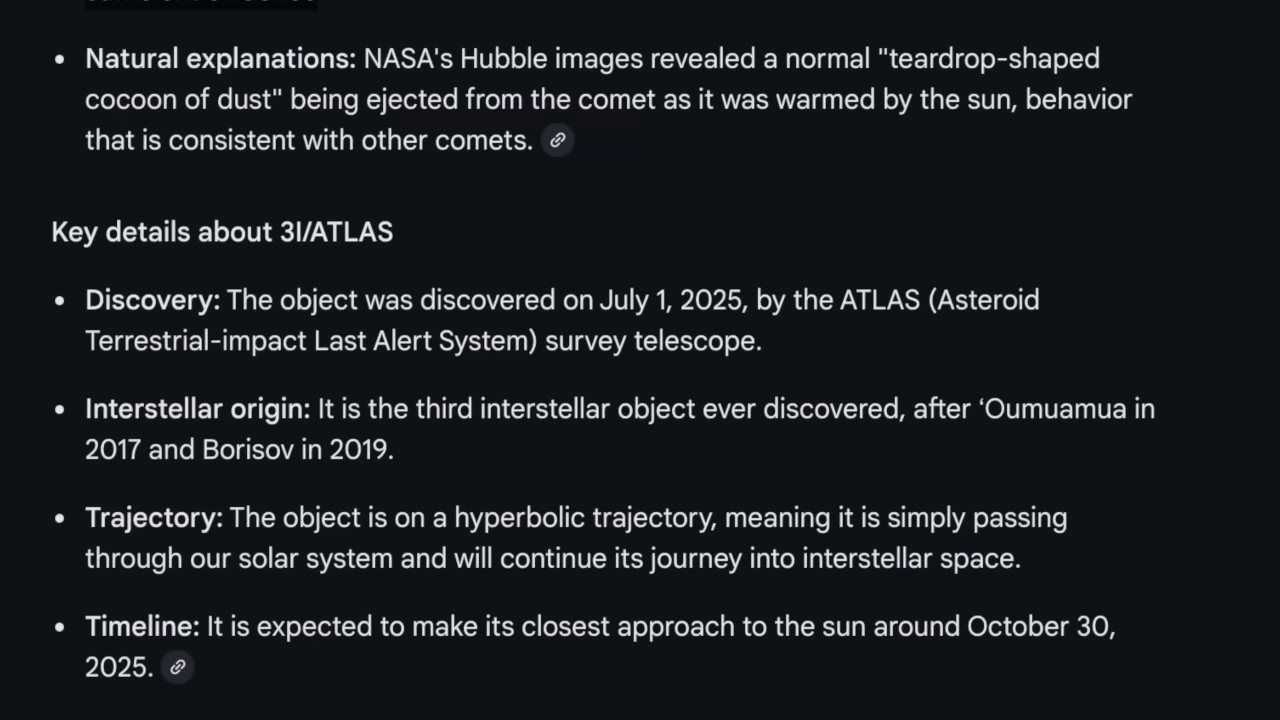 Natural explanations: NASA's Hubble images revealed a normal "teardrop-shaped
cocoon of dust" being ejected from the comet as it was warmed by the sun, behavior
that is consistent with other comets.
Key details about 3I/ATLAS
Discovery: The object was discovered on July 1, 2025, by the ATLAS (Asteroid
Terrestrial-impact Last Alert System) survey telescope.
Interstellar origin: It is the third interstellar object ever discovered, after ‘Oumuamua in
2017 and Borisov in 2019.
Trajectory: The object is on a hyperbolic trajectory, meaning it is simply passing
through our solar system and will continue its journey into interstellar space.
Timeline: It is expected to make its closest approach to the sun around October 30,
2025.